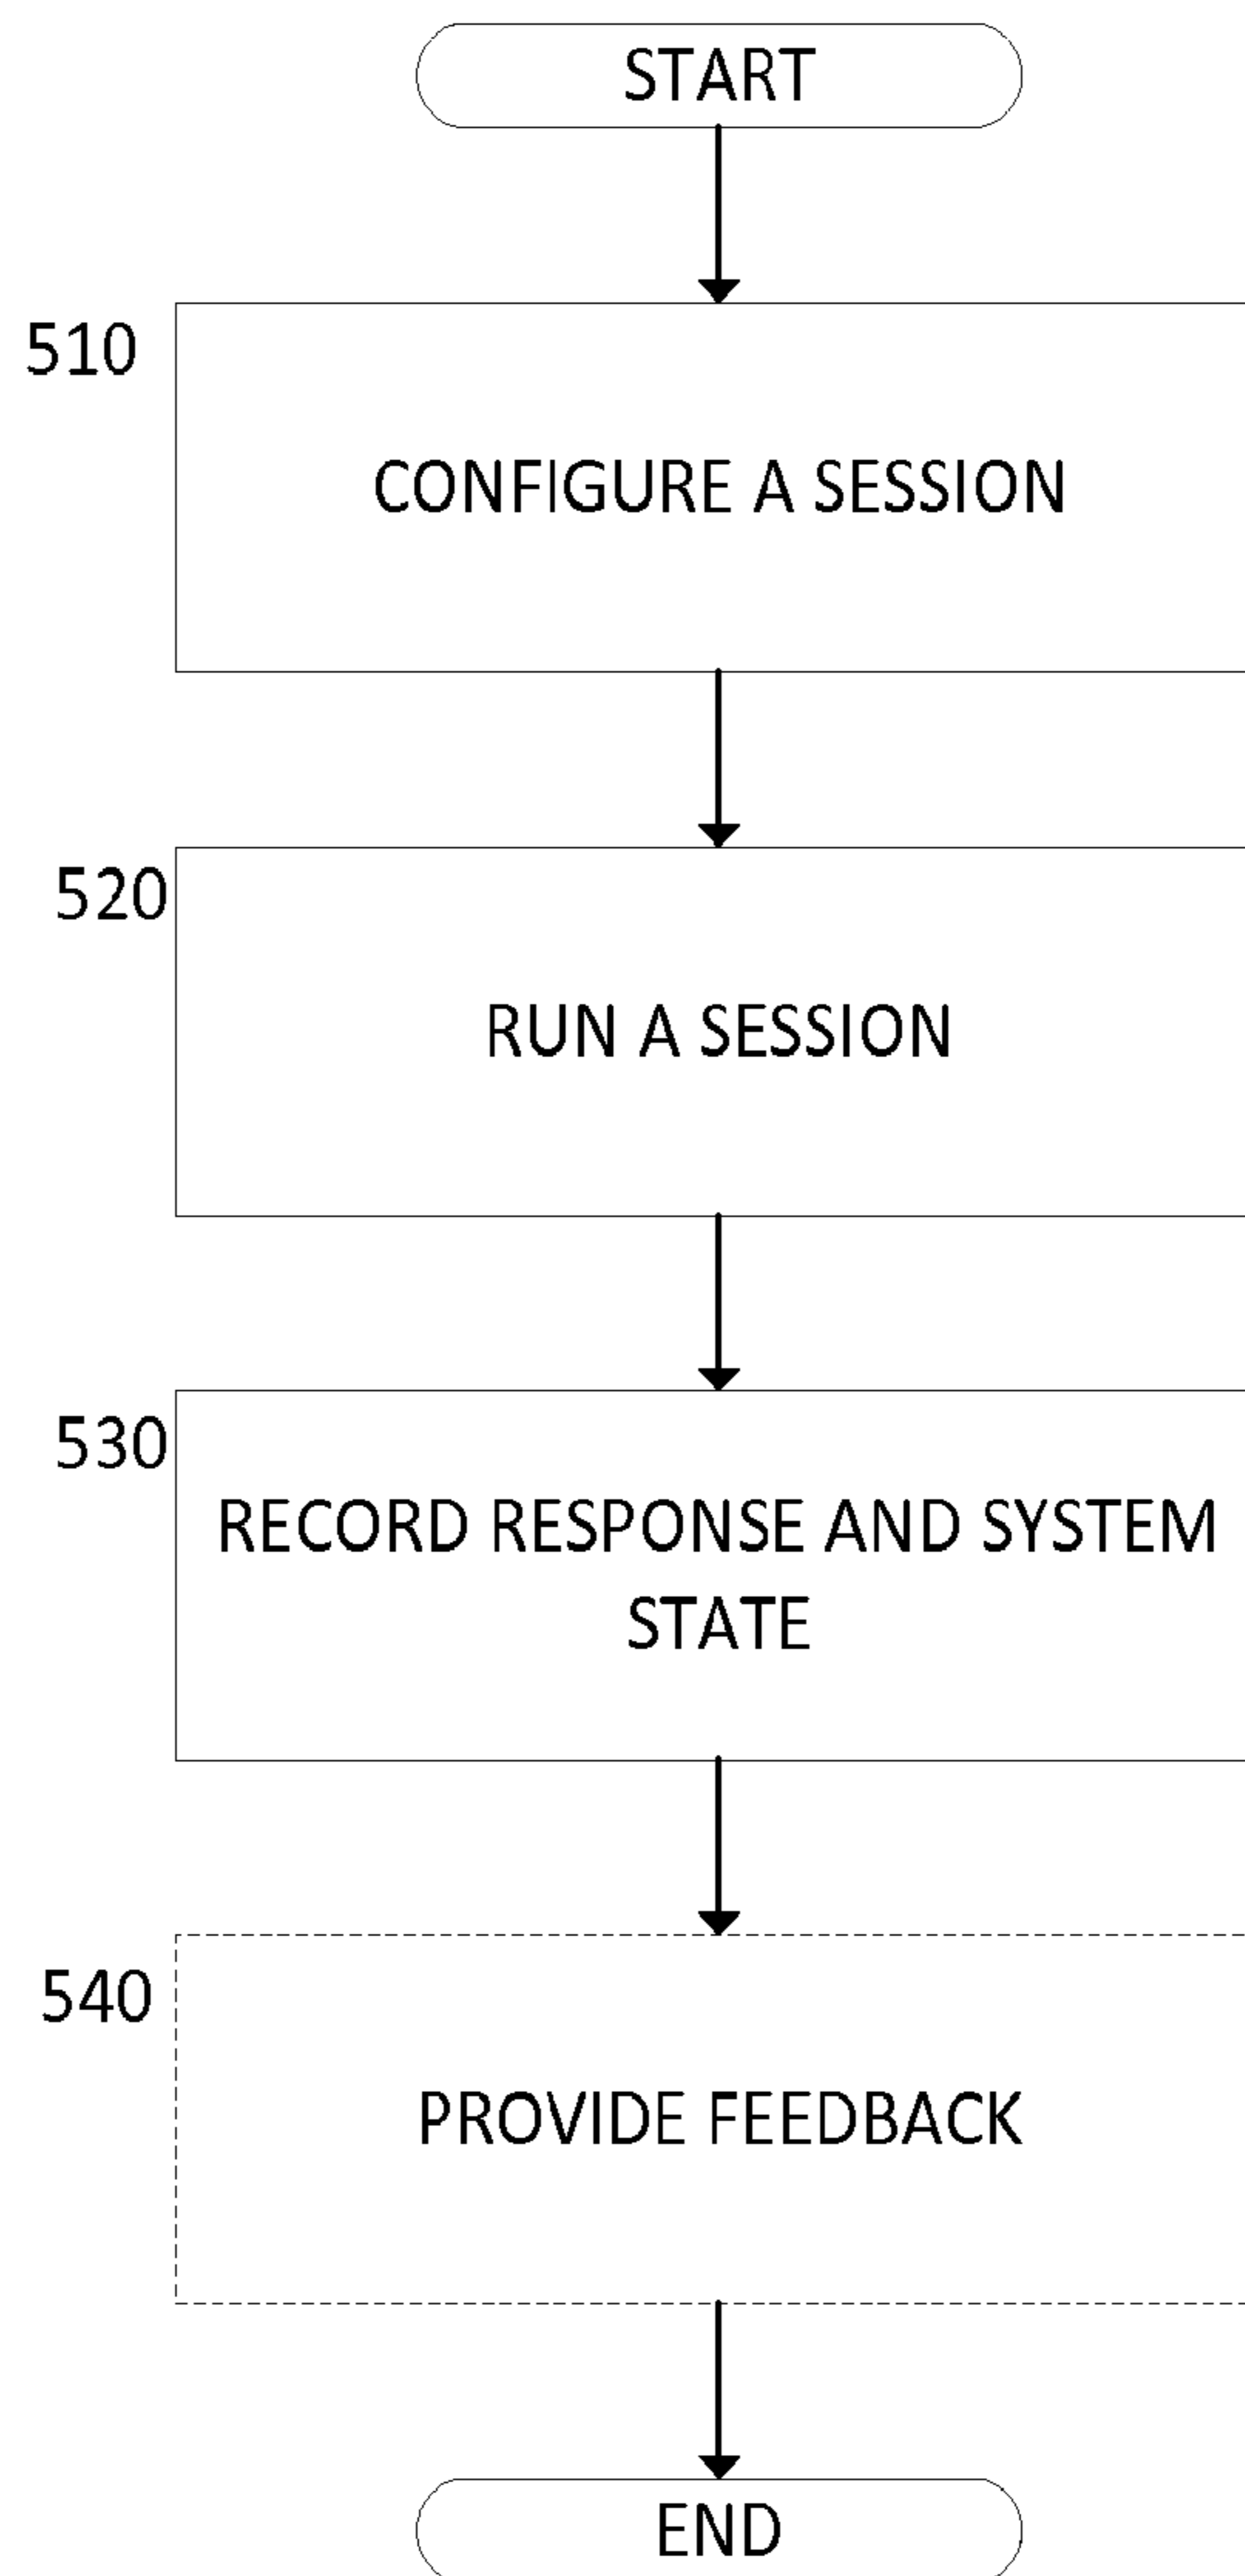 START
510
CONFIGURE A SESSION
520
RUN A SESSION
530
RECORD RESPONSE AND SYSTEM
STATE
540
PROVIDE FEEDBACK
END